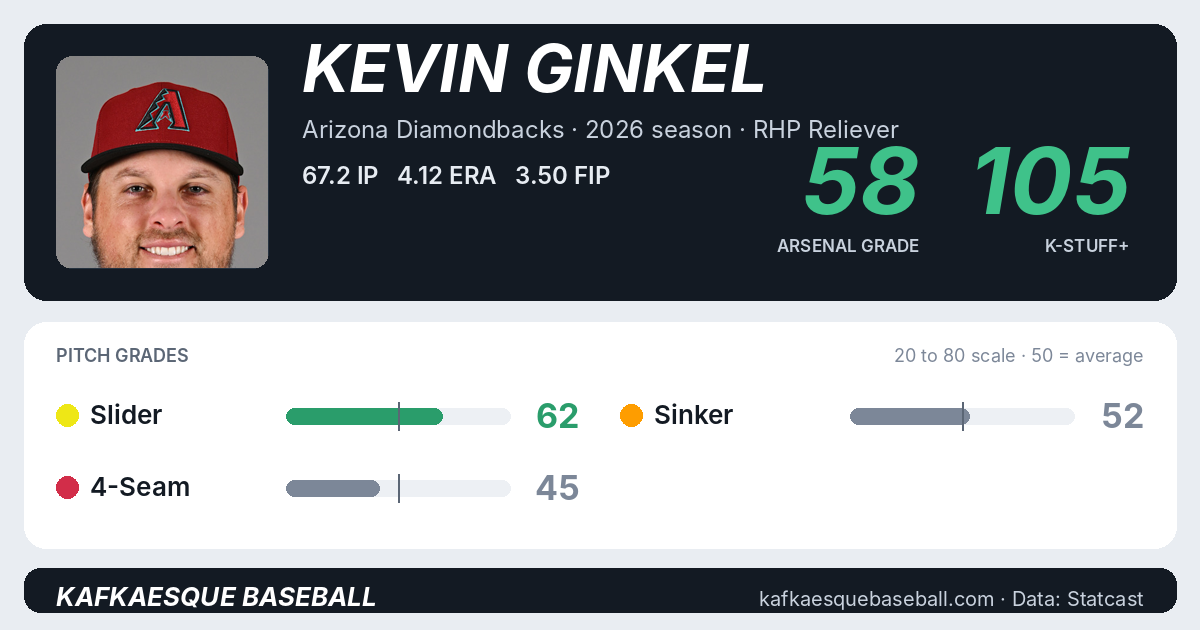 KEVIN GINKEL
Arizona Diamondbacks · 2026 season · RHP Reliever
67.2 IP 4.12 ERA 3.50 FIP
58 105
ARSENAL GRADE K-STUFF+
PITCH GRADES 20 to 80 scale · 50 = average
Slider 62 Sinker 52
4-Seam 45
KAFKAESQUE BASEBALL kafkaesquebaseball.com · Data: Statcast